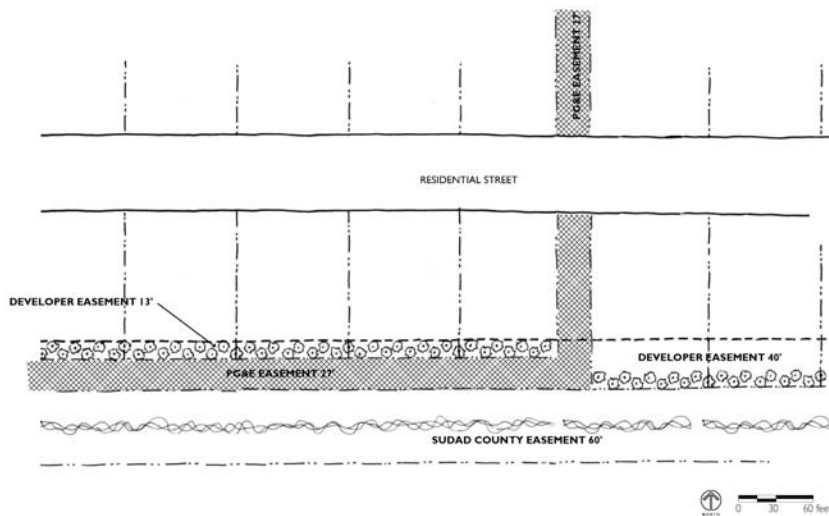 PG&E EASEMENT 27'
RESIDENTIAL STREET
DEVELOPER EASEMENT 13'
DEVELOPER EASEMENT 40'
PG&E EASEMENT 27'
SUDAD COUNTY EASEMENT 60'
NORTH
0 30 60 feet